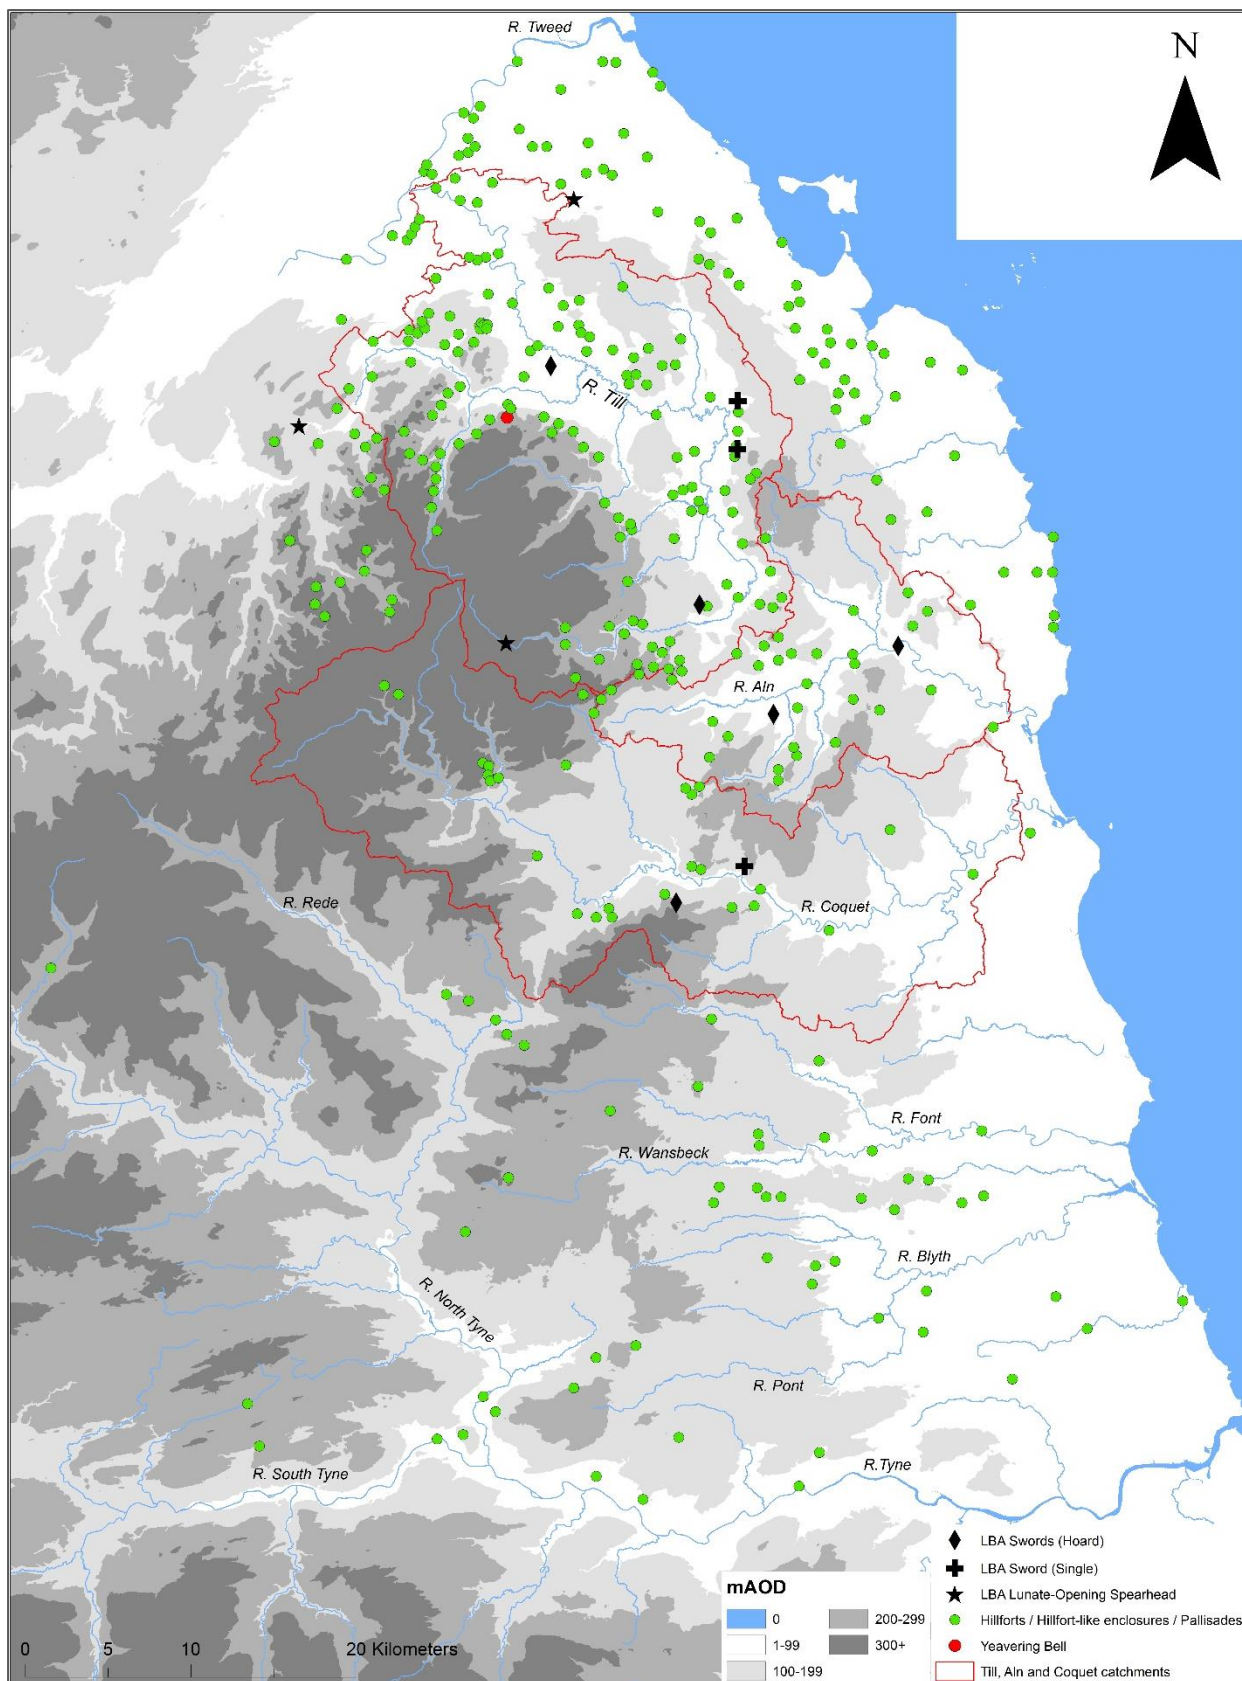 R. Tweed
N
R. Till
R. Aln
R. Rede
R. Coquet
R. Font
R. Wansbeck
R. Blyth
R. North Tyne
R. Pont
R. South Tyne
R.Tyne
LBA Swords (Hoard)
LBA Sword (Single)
LBA Lunate-Opening Spearhead
Hillforts / Hillfort-like enclosures / Pallisades
Yeavering Bell
Till, Aln and Coquet catchments
mAOD
0
1-99
100-199
200-299
300+
0 5 10 20 Kilometers